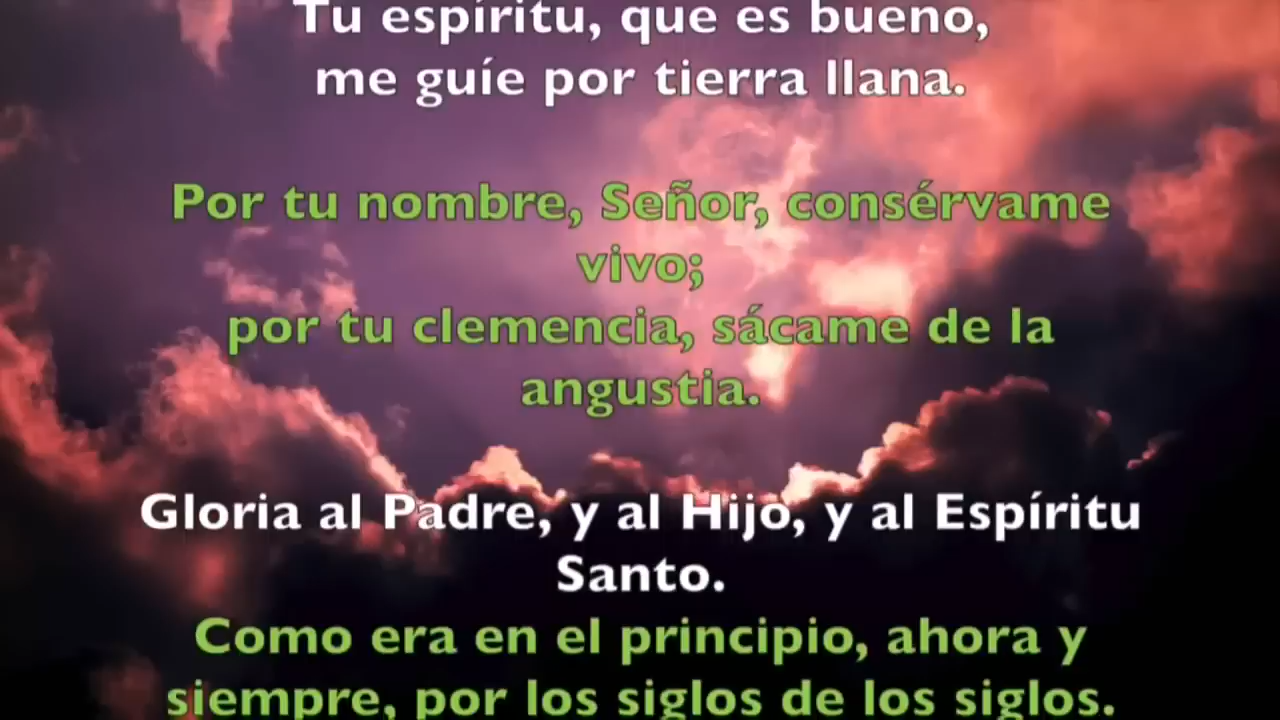 Tu espíritu, que es bueno,
me guíe por tierra llana.
Por tu nombre, Señor, consérvame
vivo;
por tu clemencia, sácame de la
angustia.
Gloria al Padre, y al Hijo, y al Espíritu
Santo.
Como era en el principio, ahora y
siempre, por los siglos de los siglos.